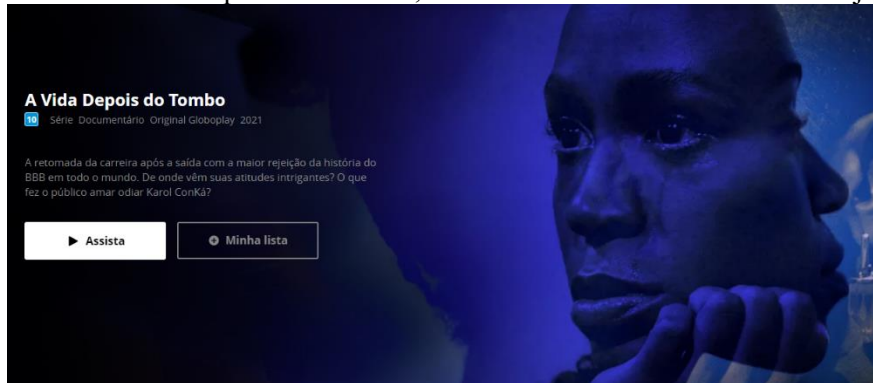 A Vida Depois do Tombo
10 Série Documentário Original Globoplay 2021
A retomada da carreira após a saída com a maior rejeição da história do
BBB em todo o mundo. De onde vêm suas atitudes intrigantes? O que
fez o público amar odiar Karol ConKá?
Assista
Minha lista